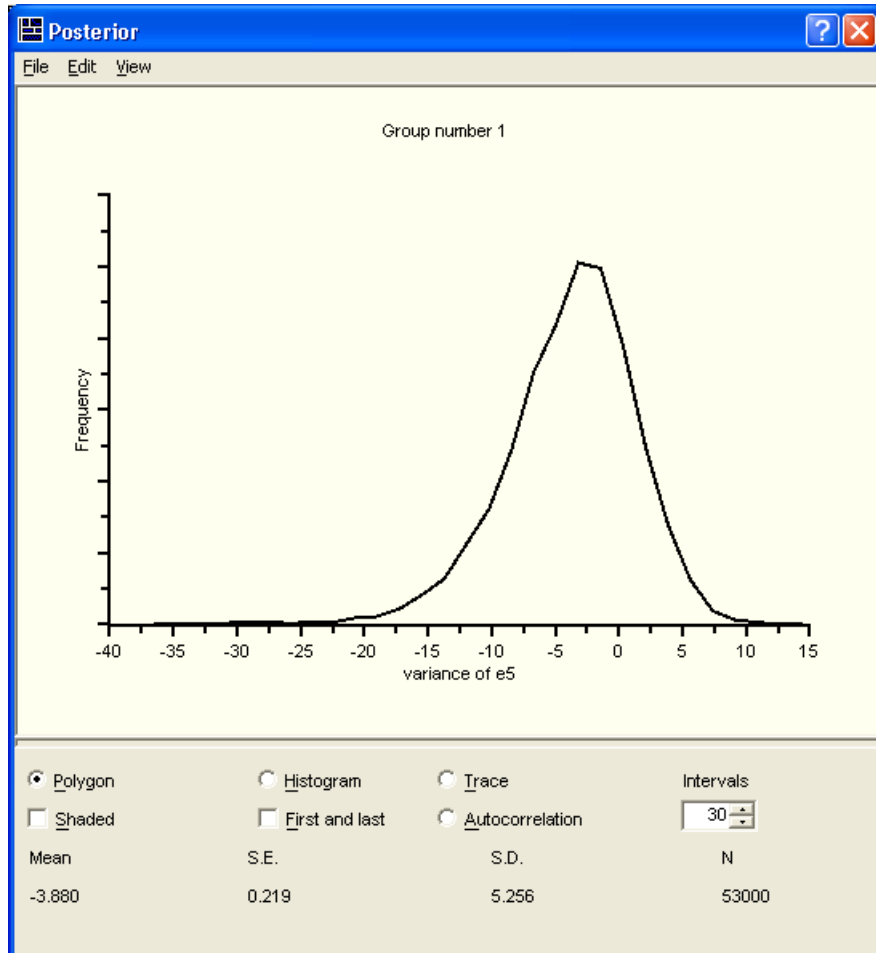 Posterior
File Edit View
Group number 1
Frequency
-40 -35 -30 -25 -20 -15 -10 -5 0 5 10 15
variance of e5
Polygon Histogram Trace Intervals
Shaded First and last Autocorrelation 30
Mean S.E. S.D. N
-3.880 0.219 5.256 53000